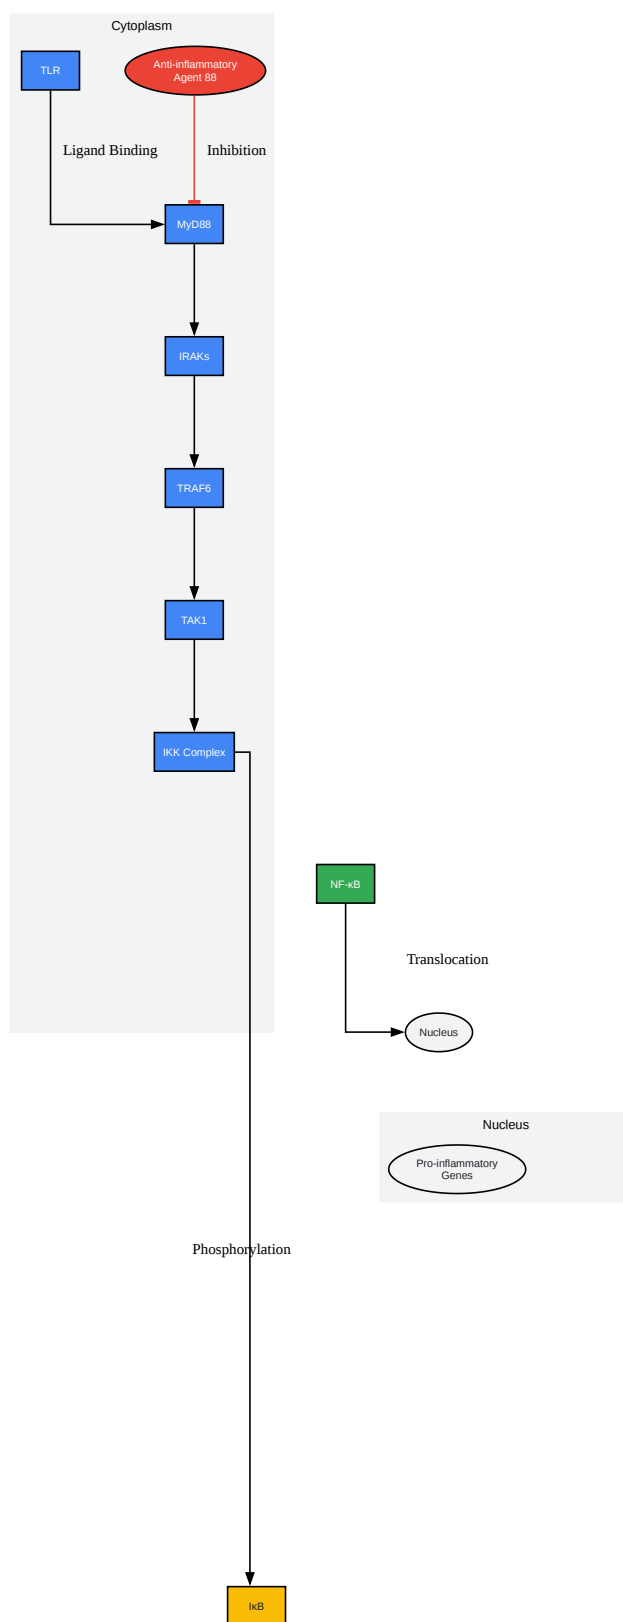 Cytoplasm
TLR
Anti-inflammatory
Agent 88
Ligand Binding
Inhibition
MyD88
IRAKs
TRAF6
TAK1
IKK Complex
NF-κB
Translocation
Nucleus
Nucleus
Pro-inflammatory
Genes
Phosphorylation
IκB